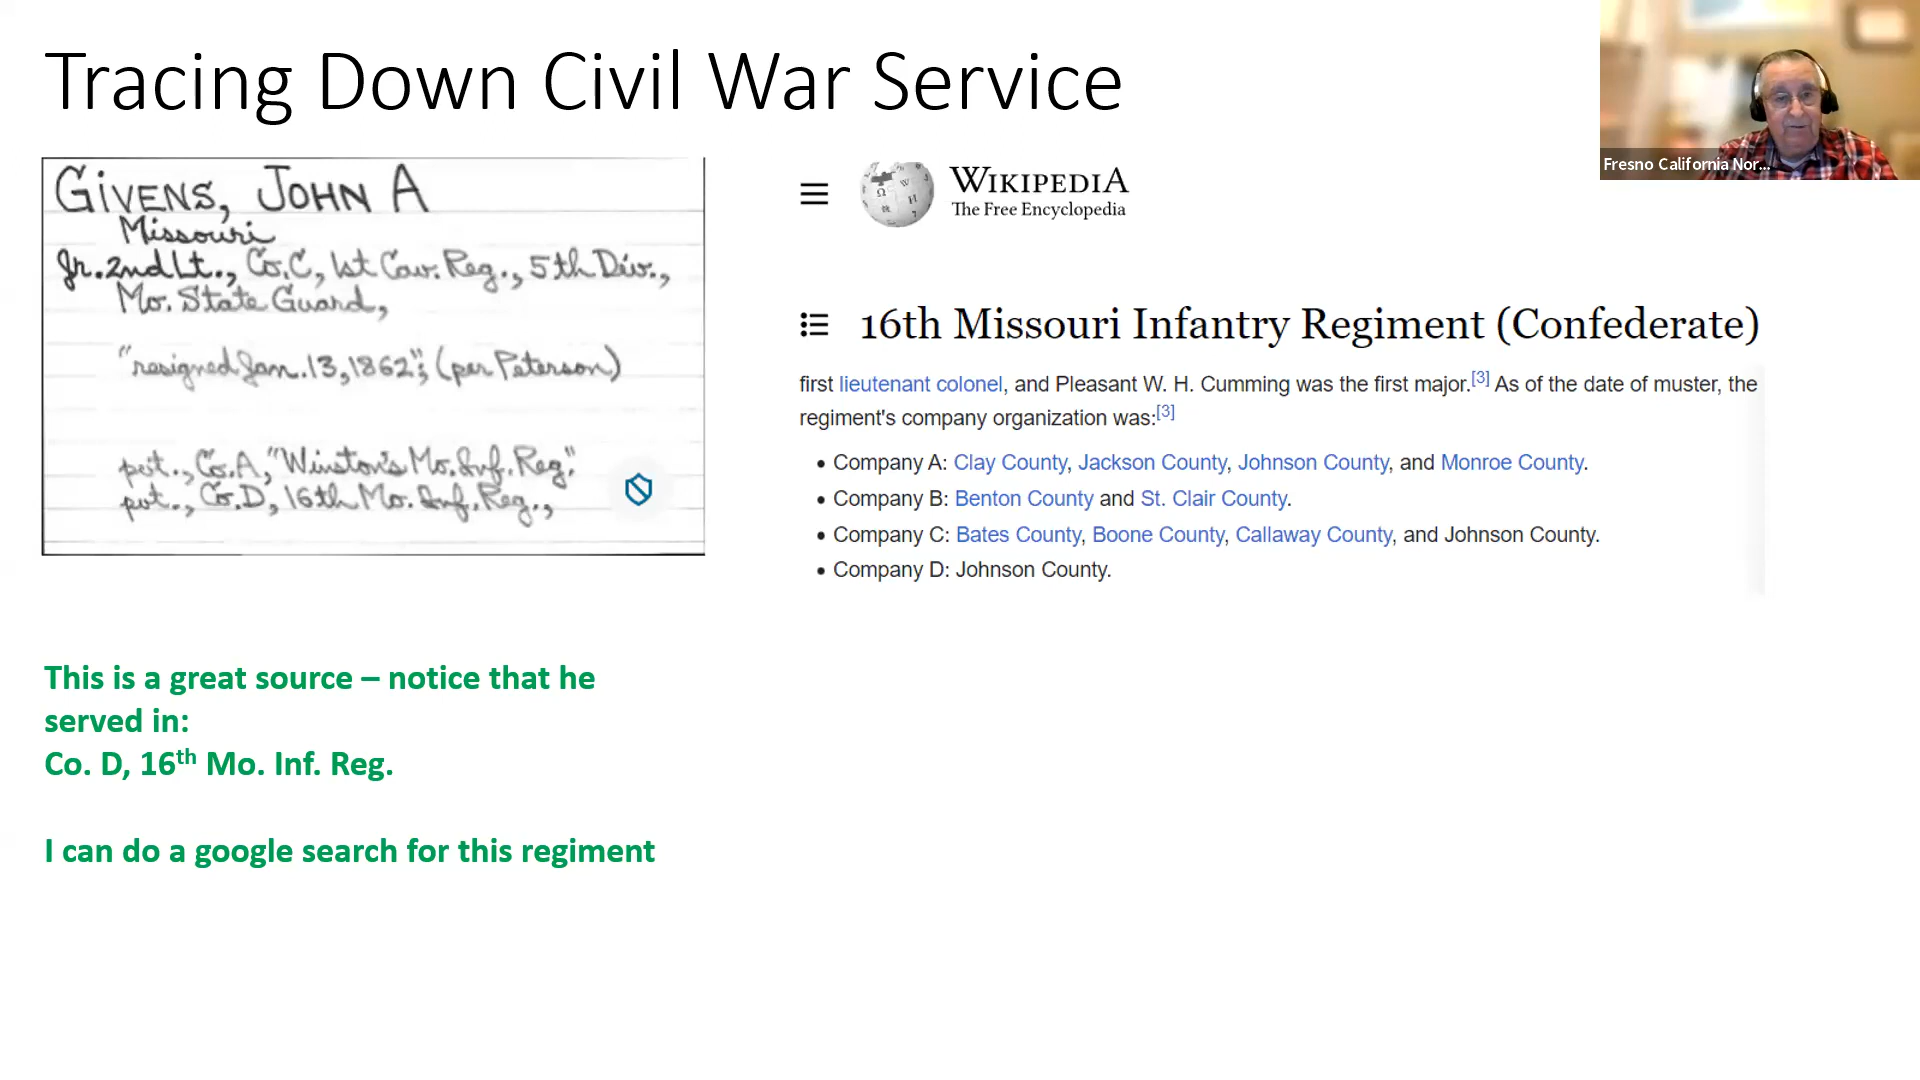 Tracing Down Civil War Service
Fresno California Nor...
GIVENS, JOHN A
Missouri
Jr. 2nd Lt., Co. C, 1st Cav. Reg., 5th Div.,
Mo. State Guard,
"resigned Jan. 13, 1862"; (per Peterson)
pvt., Co. A, "Winston's Mo. Inf. Reg."
pvt., Co. D, 16th Mo. Inf. Reg.,
WIKIPEDIA
The Free Encyclopedia
16th Missouri Infantry Regiment (Confederate)
first lieutenant colonel, and Pleasant W. H. Cumming was the first major.[3] As of the date of muster, the
regiment's company organization was:[3]
• Company A: Clay County, Jackson County, Johnson County, and Monroe County.
• Company B: Benton County and St. Clair County.
• Company C: Bates County, Boone County, Callaway County, and Johnson County.
• Company D: Johnson County.
This is a great source – notice that he
served in:
Co. D, 16th Mo. Inf. Reg.
I can do a google search for this regiment